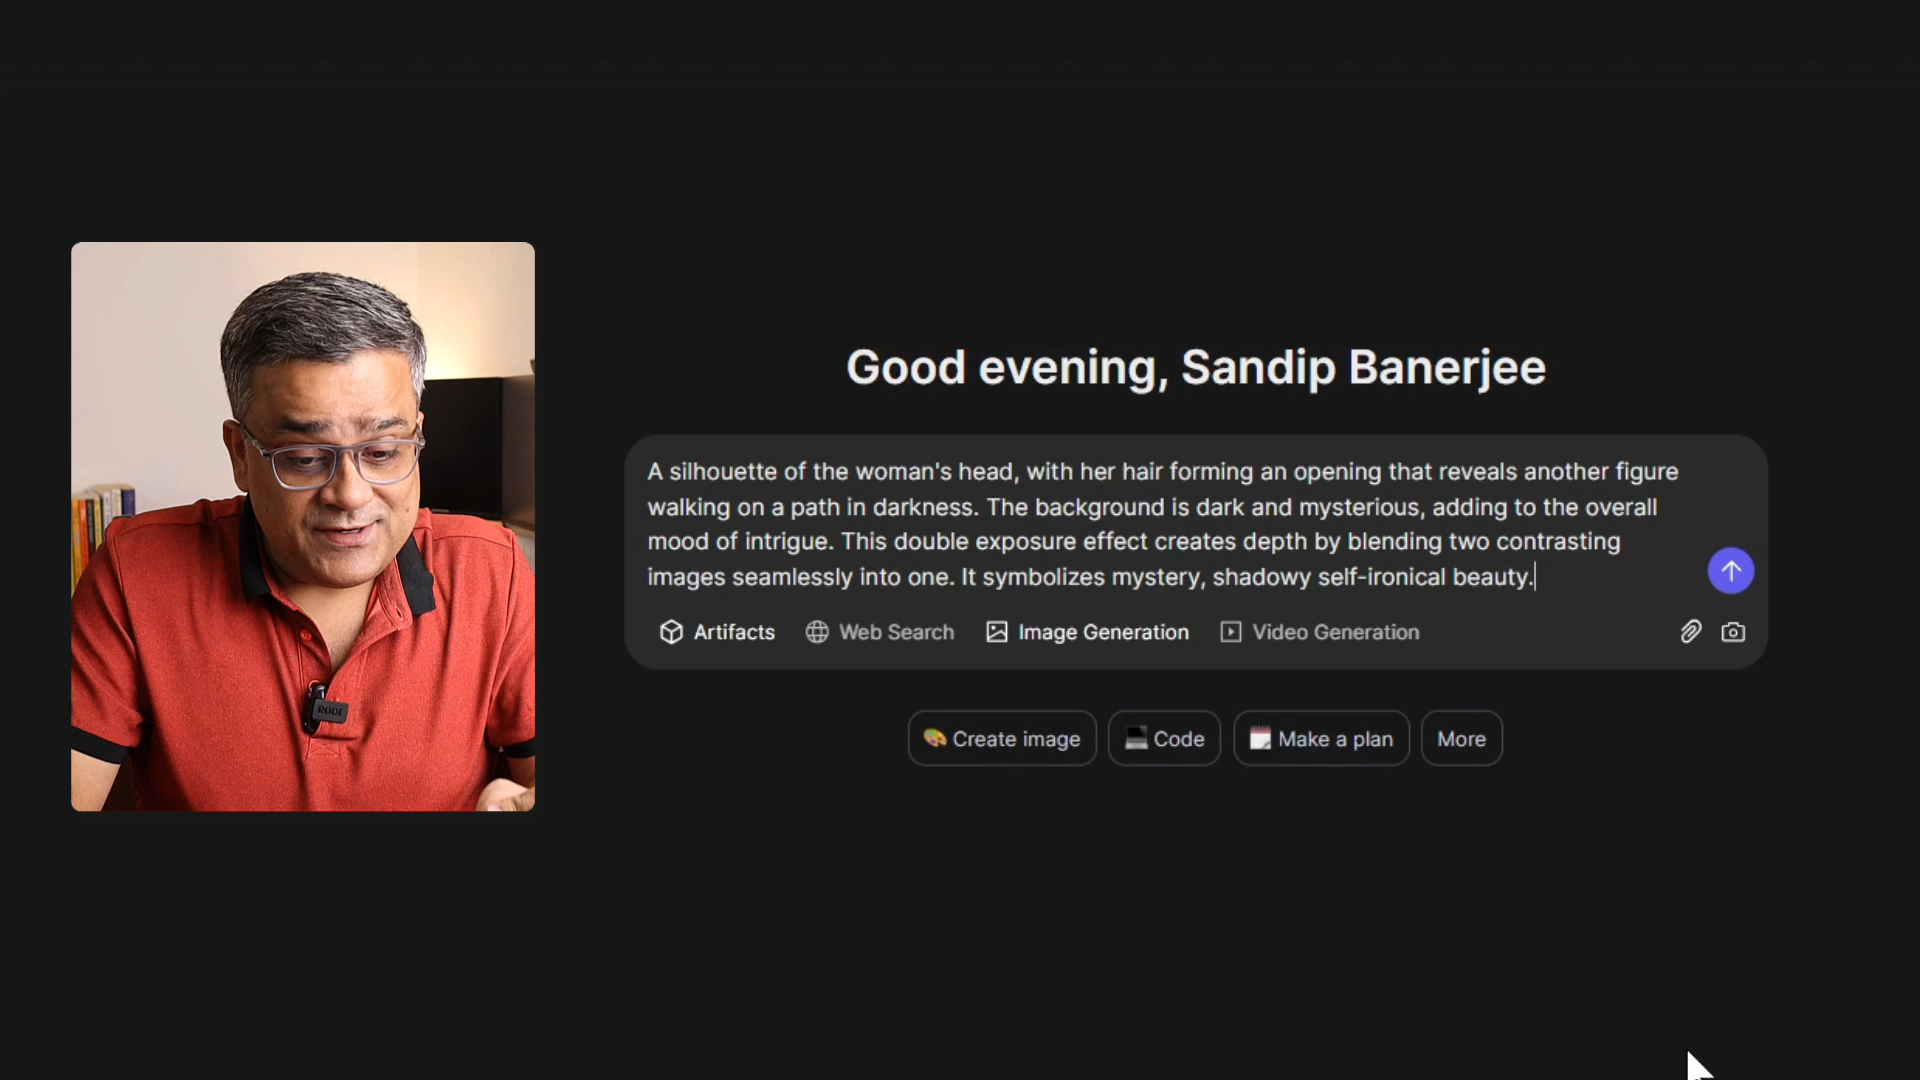 Good evening, Sandip Banerjee
A silhouette of the woman's head, with her hair forming an opening that reveals another figure
walking on a path in darkness. The background is dark and mysterious, adding to the overall
mood of intrigue. This double exposure effect creates depth by blending two contrasting
images seamlessly into one. It symbolizes mystery, shadowy self-ironical beauty.
Artifacts Web Search Image Generation Video Generation
RODE
Create image Code Make a plan More